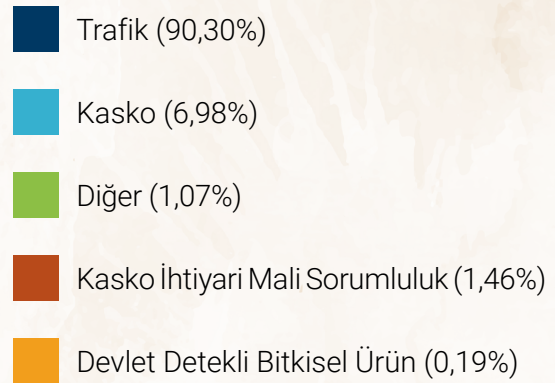 Trafik (90,30%)
Kasko (6,98%)
Diğer (1,07%)
Kasko İhtiyari Mali Sorumluluk (1,46%)
Devlet Detekli Bitkisel Ürün (0,19%)